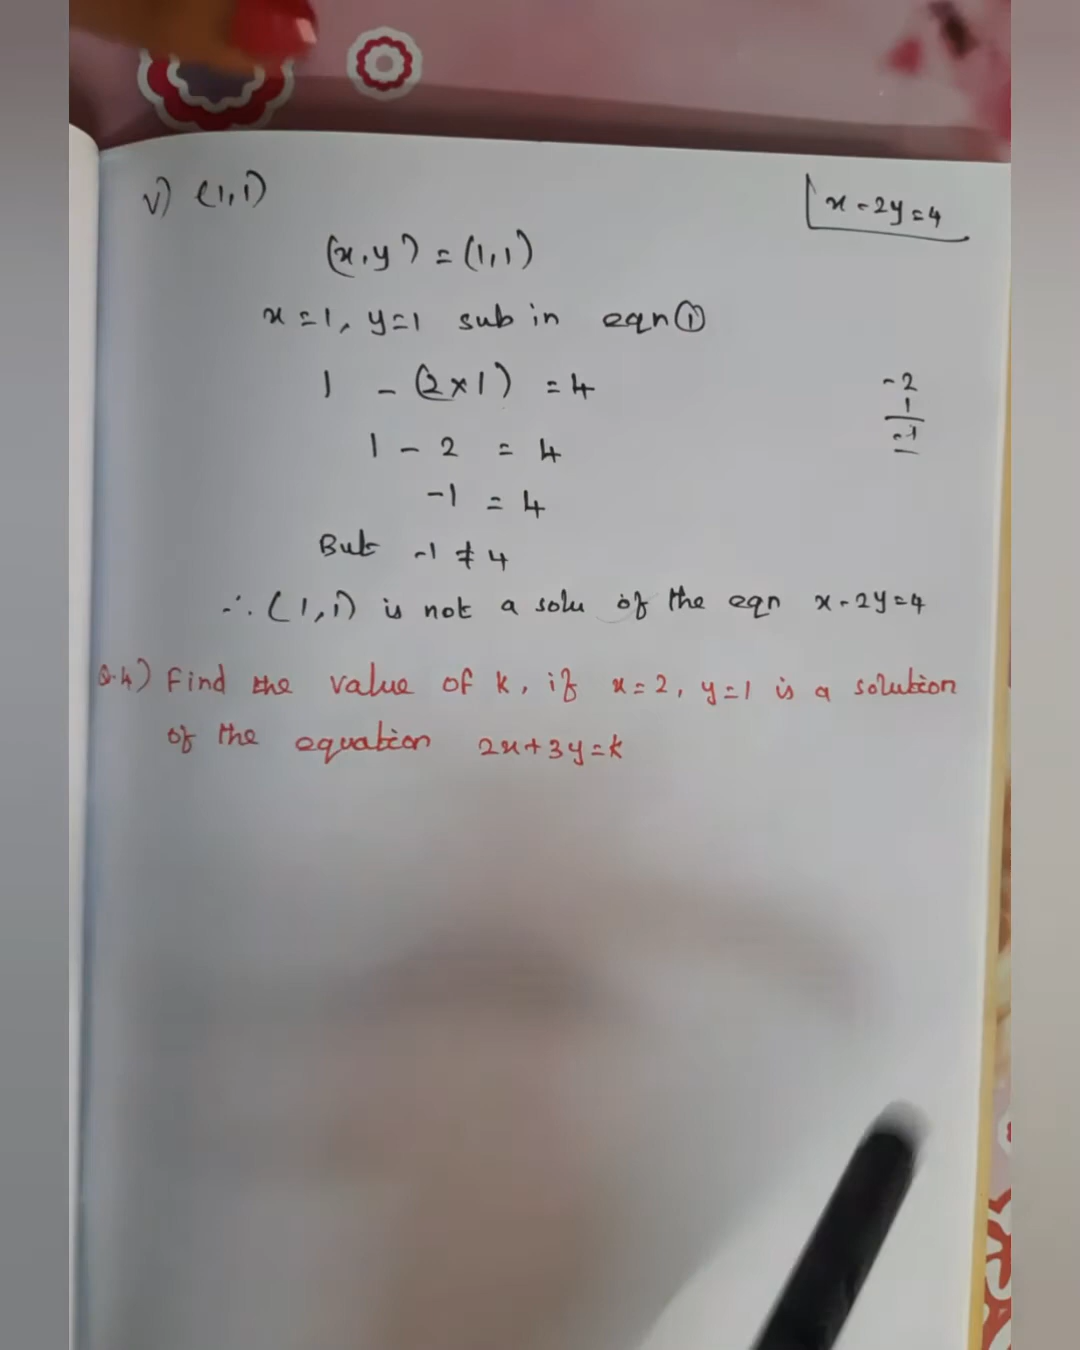 v) (1,1)
x - 2y = 4
(x, y) = (1,1)
x = 1, y = 1 sub in eqn ①
1 - (2×1) = 4
-2
1
-1
1 - 2 = 4
-1 = 4
But -1 ≠ 4
∴ (1,1) is not a solu of the eqn x - 2y = 4
Q.4) Find the value of k, if x = 2, y = 1 is a solution
of the equation 2x + 3y = k